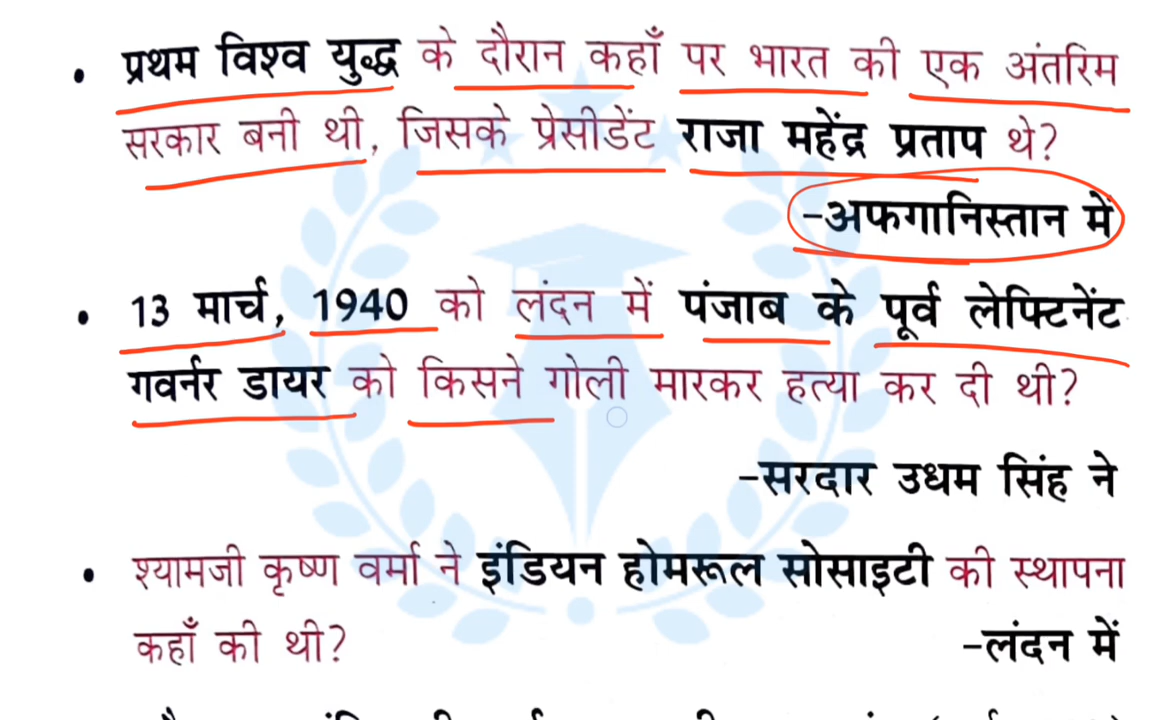 • प्रथम विश्व युद्ध के दौरान कहाँ पर भारत की एक अंतरिम
सरकार बनी थी, जिसके प्रेसीडेंट राजा महेंद्र प्रताप थे?
-अफगानिस्तान में
• 13 मार्च, 1940 को लंदन में पंजाब के पूर्व लेफ्टिनेंट
गवर्नर डायर को किसने गोली मारकर हत्या कर दी थी?
-सरदार उधम सिंह ने
• श्यामजी कृष्ण वर्मा ने इंडियन होमरूल सोसाइटी की स्थापना
कहाँ की थी? -लंदन में